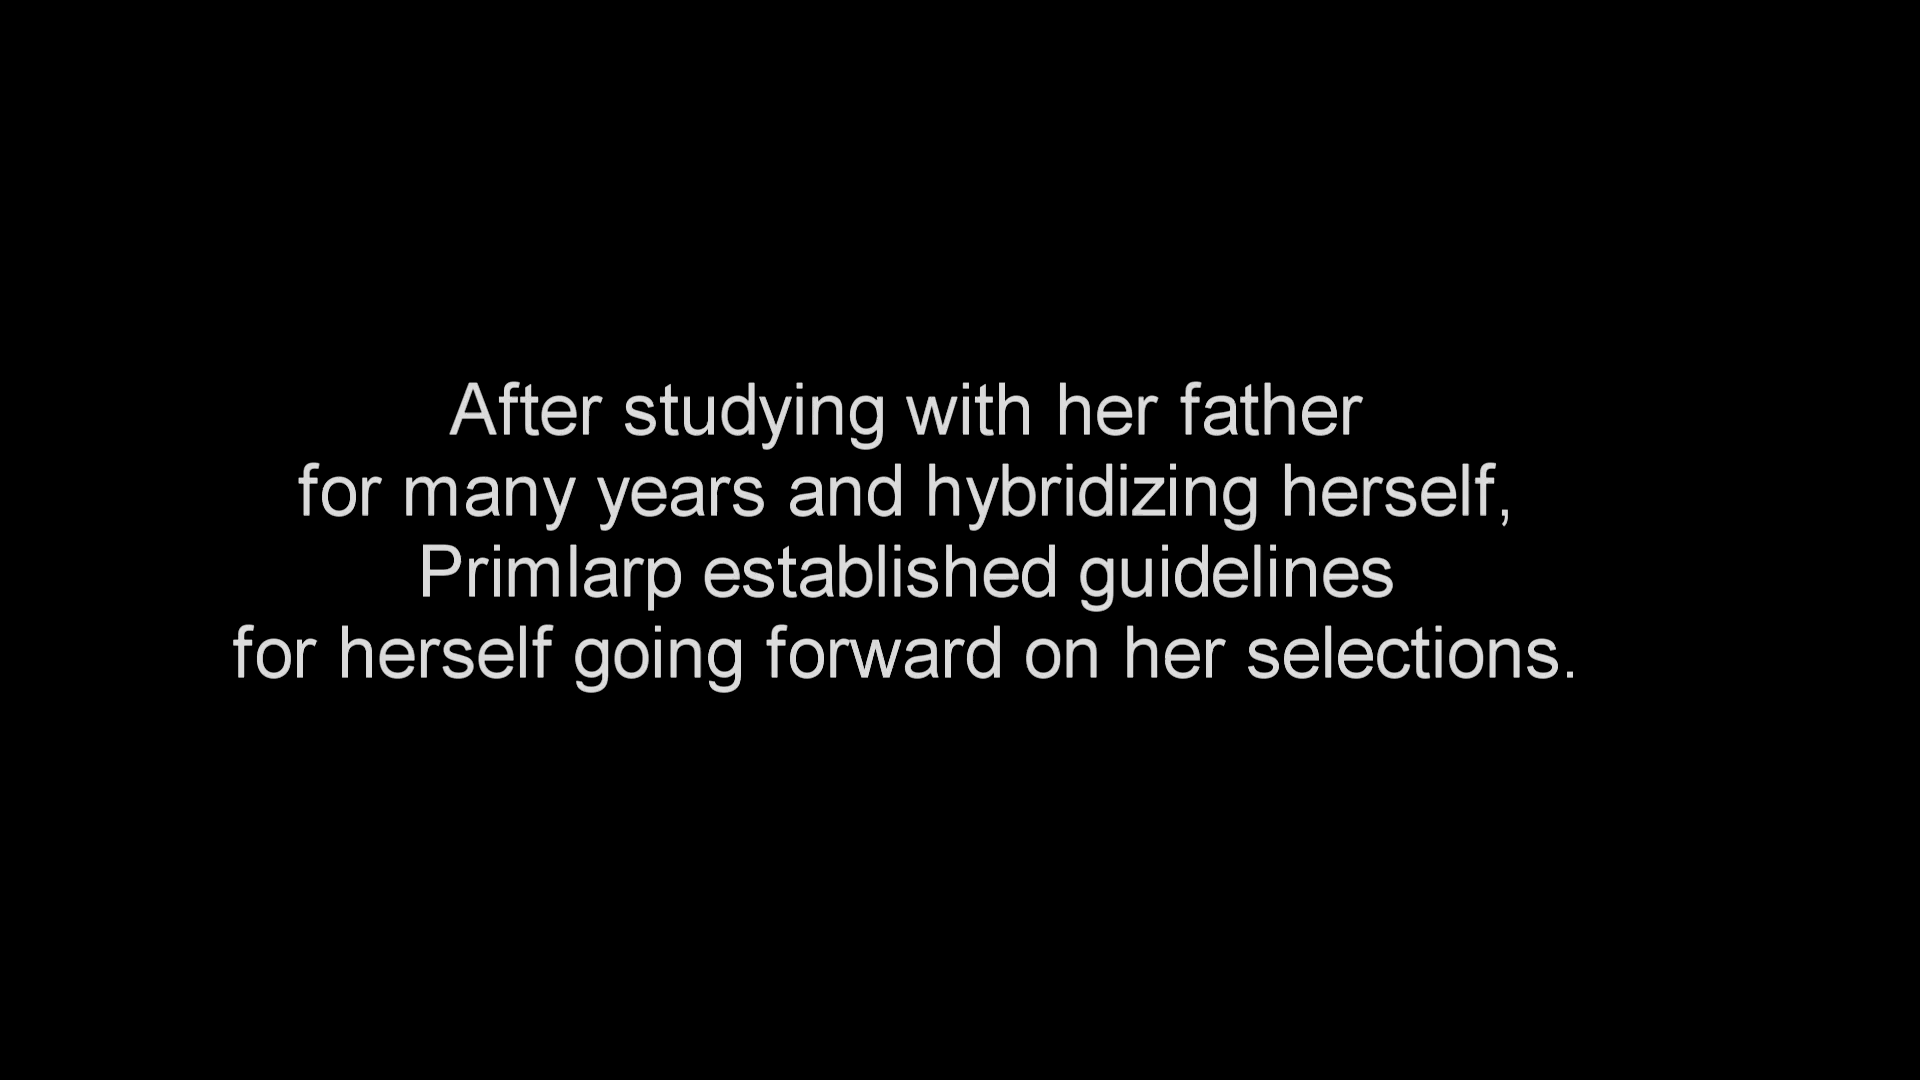 After studying with her father
for many years and hybridizing herself,
Primlarp established guidelines
for herself going forward on her selections.